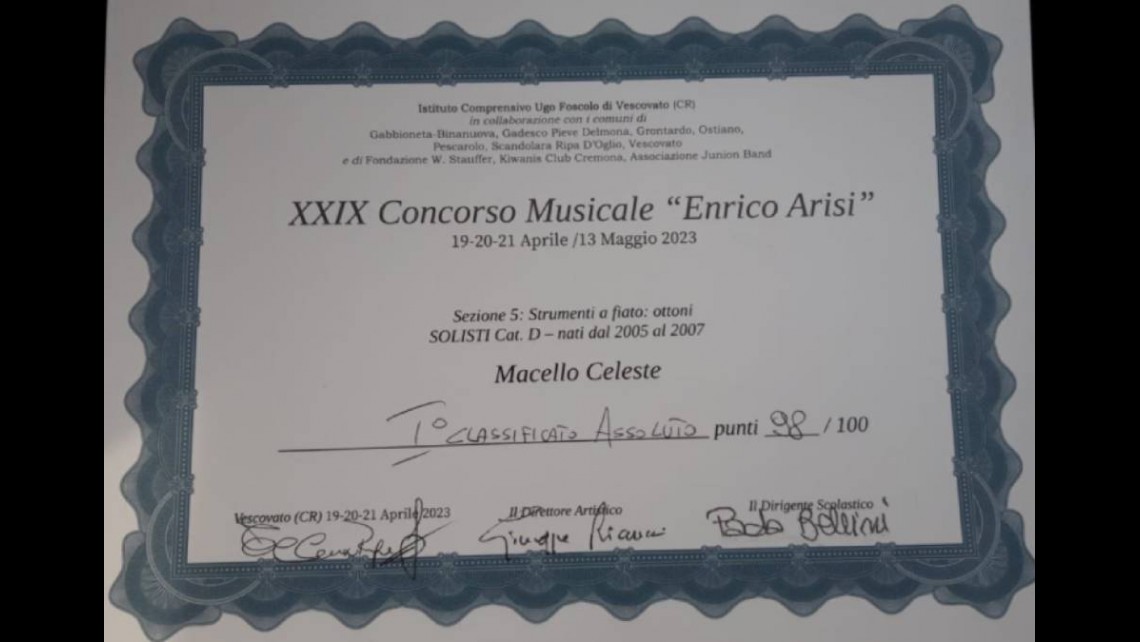 Istituto Comprensivo Ugo Foscolo di Vescovato (CR)
in collaborazione con i comuni di
Gabbioneta-Binanuova, Gadesco Pieve Delmona, Grontardo, Ostiano,
Pescarolo, Scandolara Ripa D'Oglio, Vescovato
e di Fondazione W. Stauffer, Kiwanis Club Cremona, Associazione Junion Band
XXIX Concorso Musicale “Enrico Arisi”
19-20-21 Aprile /13 Maggio 2023
Sezione 5: Strumenti a fiato: ottoni
SOLISTI Cat. D – nati dal 2005 al 2007
Macello Celeste
I° CLASSIFICATO ASSOLUTO punti 98 / 100
Vescovato (CR) 19-20-21 Aprile 2023 Il Direttore Artistico Il Dirigente Scolastico
Giuseppe Paolo Bellini